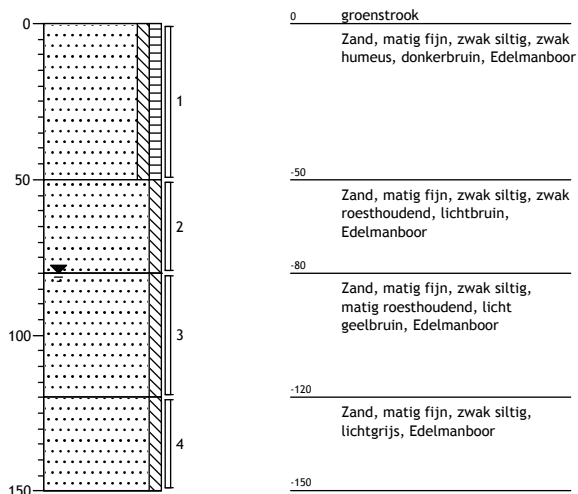 0
50
100
150
1
2
3
4
0 groenstrook
Zand, matig fijn, zwak siltig, zwak
humeus, donkerbruin, Edelmanboor
-50
Zand, matig fijn, zwak siltig, zwak
roesthoudend, lichtbruin,
Edelmanboor
-80
Zand, matig fijn, zwak siltig,
matig roesthoudend, licht
geelbruin, Edelmanboor
-120
Zand, matig fijn, zwak siltig,
lichtgrijs, Edelmanboor
-150